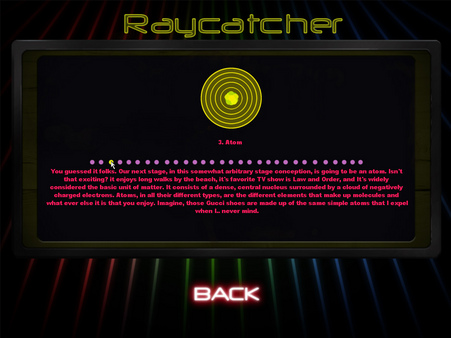 Raycatcher
3. Atom
You guessed it folks. Our next stage, in this somewhat arbitrary stage conception, is going to be an atom. Isn't
that exciting? It enjoys long walks by the beach, it's favorite TV show is Law and Order, and It's widely
considered the basic unit of matter. It consists of a dense, central nucleus surrounded by a cloud of negatively
charged electrons. Atoms, in all their different types, are the different elements that make up molecules and
what ever else it is that you enjoy. Imagine, those Gucci shoes are made up of the same simple atoms that I expel
when I.. never mind.
BACK